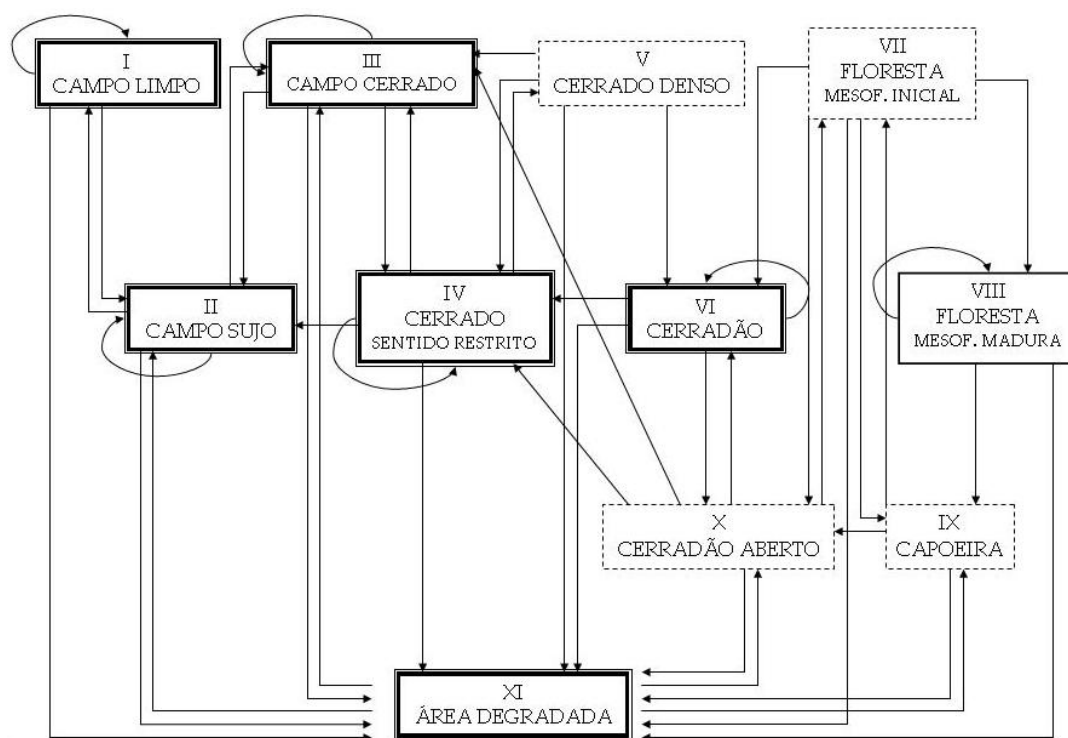 I
CAMPO LIMPO
III
CAMPO CERRADO
V
CERRADO DENSO
VII
FLORESTA
MESOF. INICIAL
II
CAMPO SUJO
IV
CERRADO
SENTIDO RESTRITO
VI
CERRADÃO
VIII
FLORESTA
MESOF. MADURA
X
CERRADÃO ABERTO
IX
CAPOEIRA
XI
ÁREA DEGRADADA